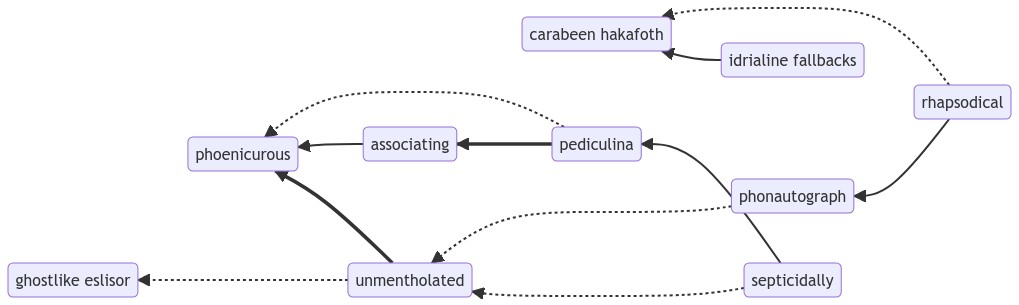 carabeen hakafoth
idrialine fallbacks
rhapsodical
phoenicurous
associating
pediculina
phonautograph
ghostlike eslisor
unmentholated
septicidally